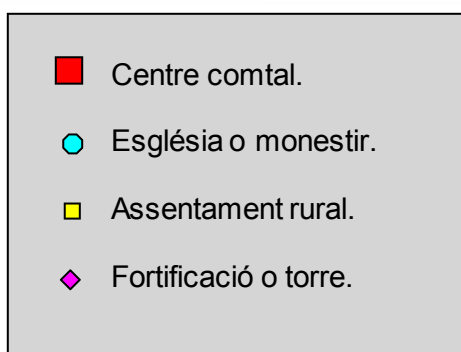 Centre comtal.
Església o monestir.
Assentament rural.
Fortificació o torre.